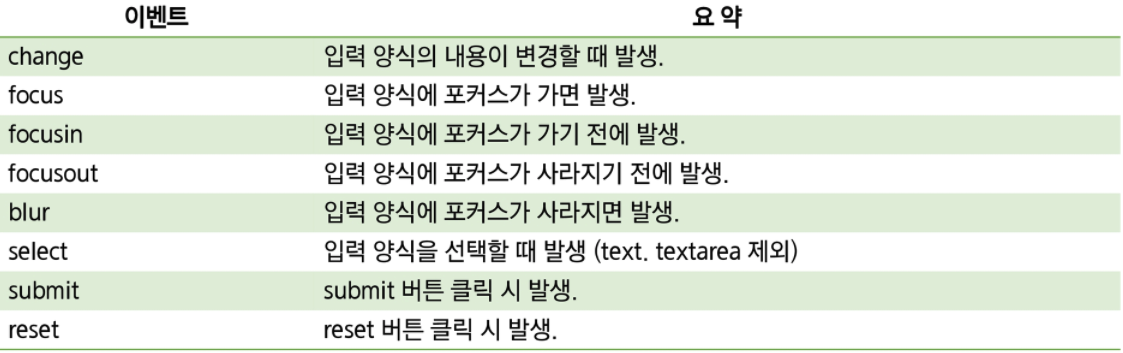 이벤트 요 약
change 입력 양식의 내용이 변경할 때 발생.
focus 입력 양식에 포커스가 가면 발생.
focusin 입력 양식에 포커스가 가기 전에 발생.
focusout 입력 양식에 포커스가 사라지기 전에 발생.
blur 입력 양식에 포커스가 사라지면 발생.
select 입력 양식을 선택할 때 발생 (text. textarea 제외)
submit submit 버튼 클릭 시 발생.
reset reset 버튼 클릭 시 발생.